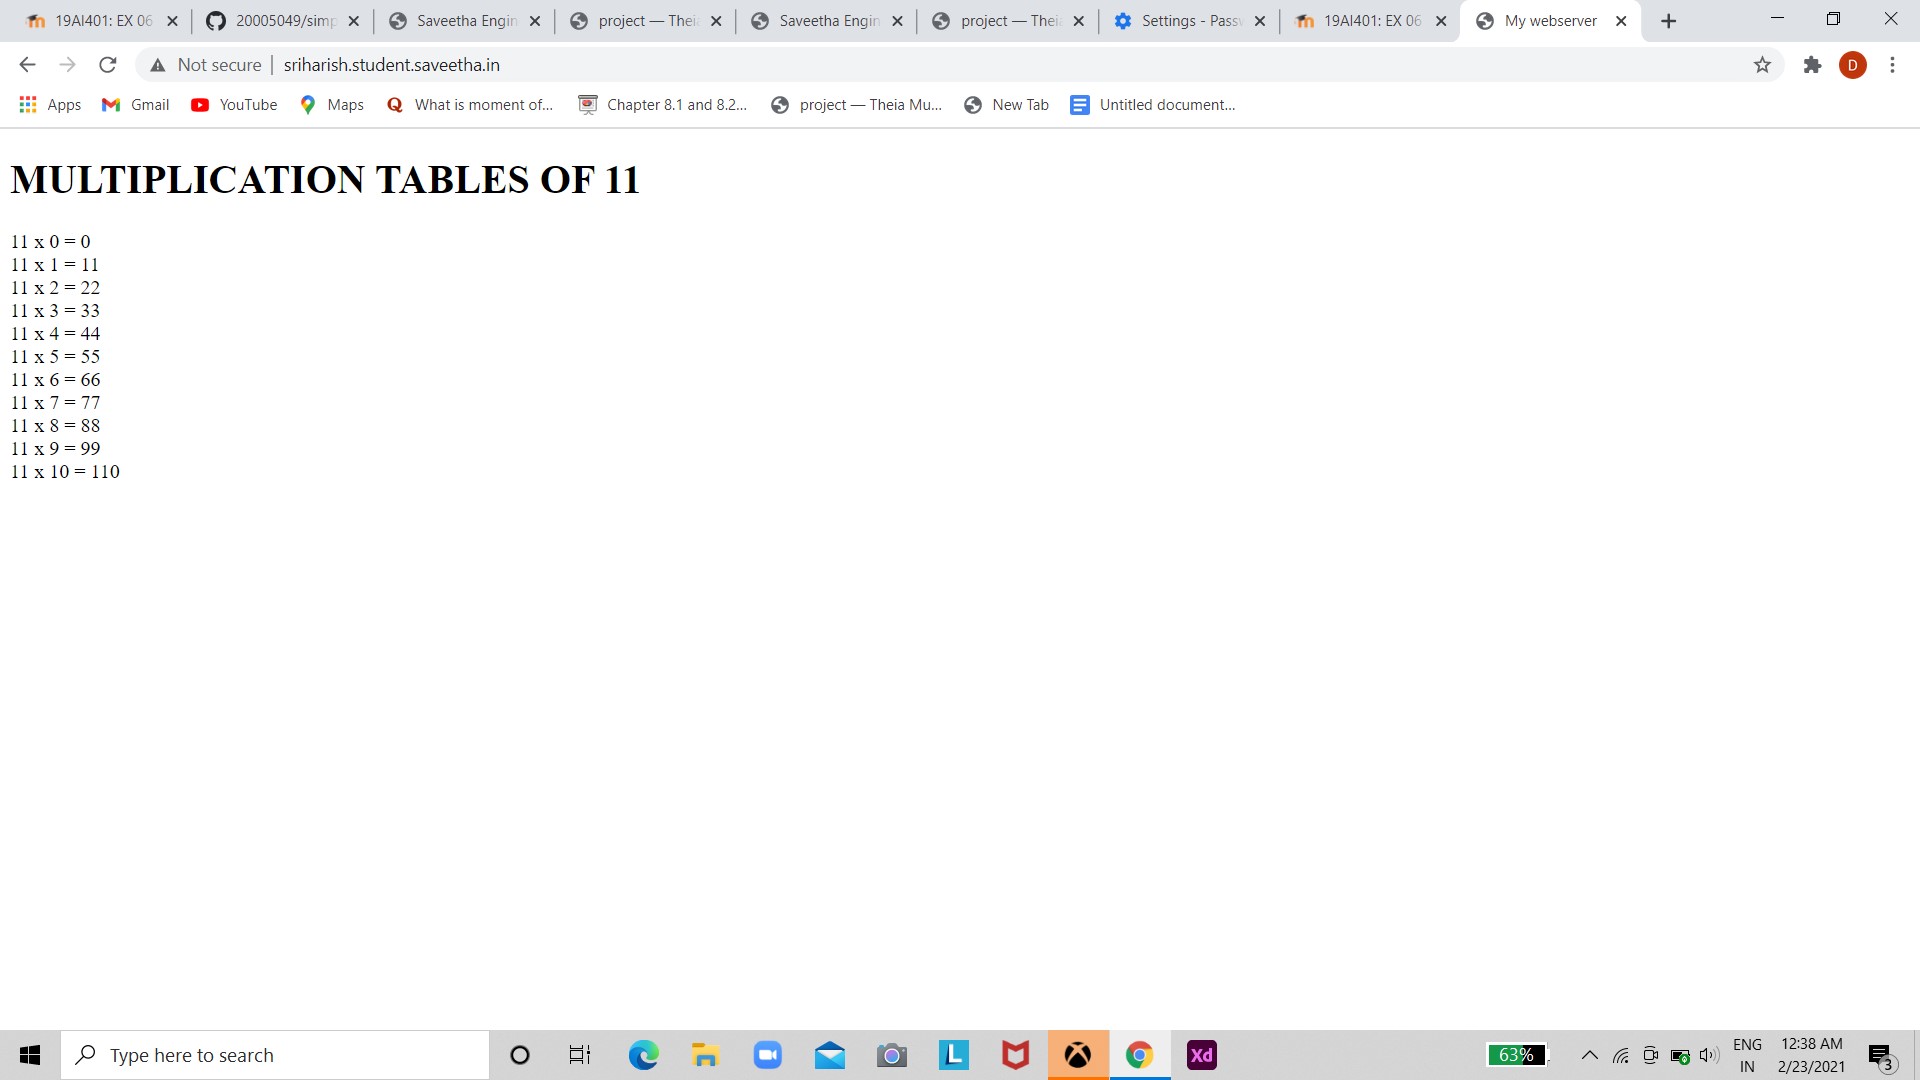 19AI401: EX 06
20005049/simp
Saveetha Engin
project — Thei
Saveetha Engin
project — Thei
Settings - Passw
19AI401: EX 06
My webserver
Not secure
sriharish.student.saveetha.in
D
Apps
Gmail
YouTube
Maps
What is moment of...
Chapter 8.1 and 8.2...
project — Theia Mu...
New Tab
Untitled document...
MULTIPLICATION TABLES OF 11
11 x 0 = 0
11 x 1 = 11
11 x 2 = 22
11 x 3 = 33
11 x 4 = 44
11 x 5 = 55
11 x 6 = 66
11 x 7 = 77
11 x 8 = 88
11 x 9 = 99
11 x 10 = 110
Type here to search
L
Xd
63%
ENG
IN
12:38 AM
2/23/2021
3